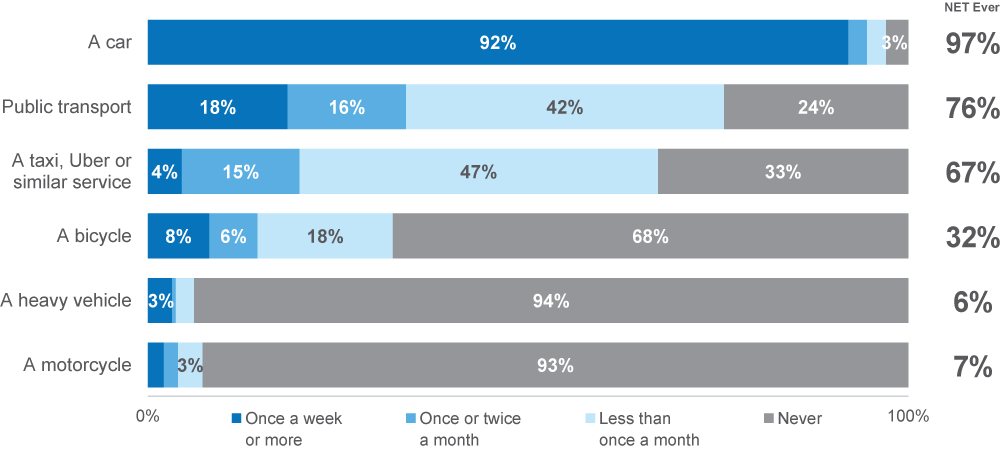 NET Ever
A car
92%
3%
97%
Public transport
18%
16%
42%
24%
76%
A taxi, Uber or
similar service
4%
15%
47%
33%
67%
A bicycle
8%
6%
18%
68%
32%
A heavy vehicle
3%
94%
6%
A motorcycle
3%
93%
7%
0%
100%
Once a week
or more
Once or twice
a month
Less than
once a month
Never